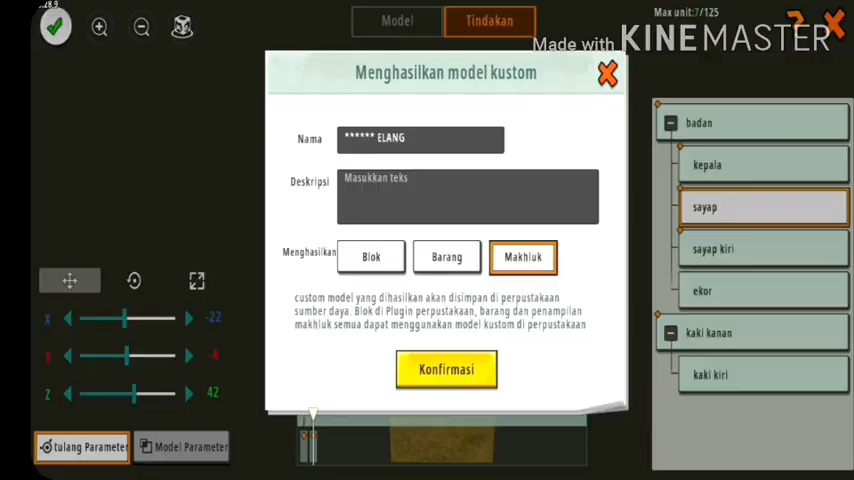 Model
Tindakan
Max unit:7/125
?
Made with KINEMASTER
Menghasilkan model kustom
Nama
****** ELANG
Deskripsi
Masukkan teks
Menghasilkan
Blok
Barang
Makhluk
custom model yang dihasilkan akan disimpan di perpustakaan
sumber daya. Blok di Plugin perpustakaan, barang dan penampilan
makhluk semua dapat menggunakan model kustom di perpustakaan
Konfirmasi
badan
kepala
sayap
sayap kiri
ekor
kaki kanan
kaki kiri
X
-22
Y
-4
Z
42
tulang Parameter
Model Parameter